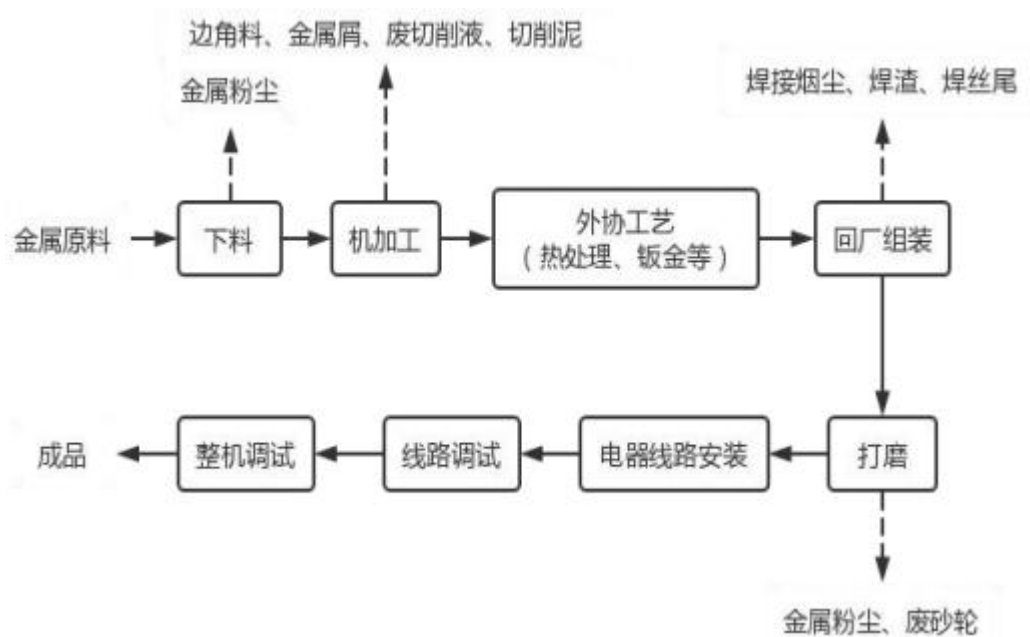 边角料、金属屑、废切削液、切削泥
金属粉尘
焊接烟尘、焊渣、焊丝尾
金属原料
下料
机加工
外协工艺
(热处理、钣金等)
回厂组装
成品
整机调试
线路调试
电器线路安装
打磨
金属粉尘、废砂轮